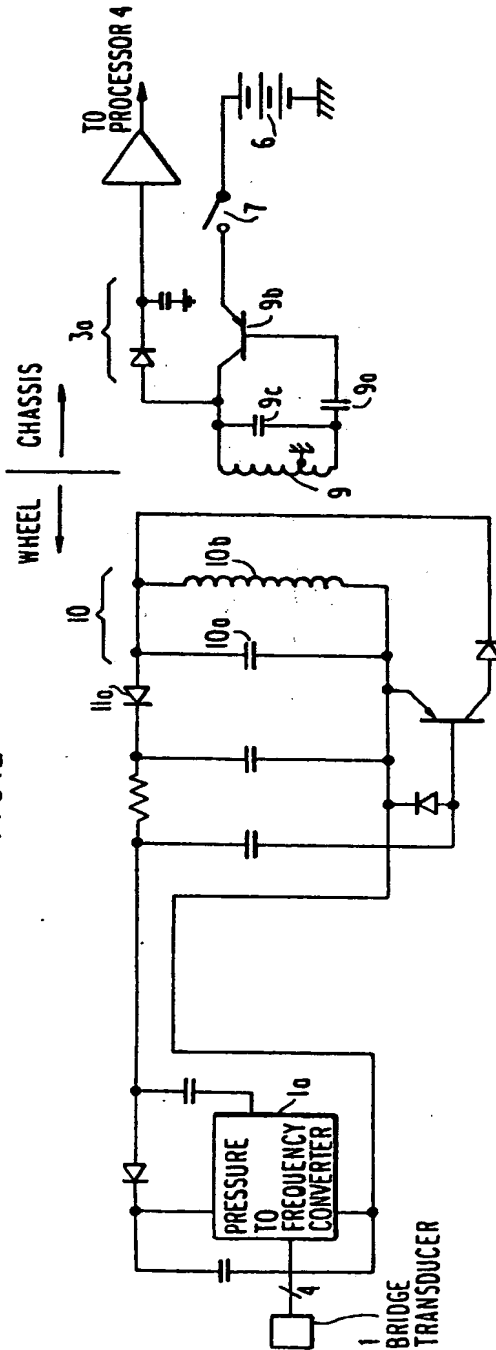 WHEEL
CHASSIS
TO
PROCESSOR 4
3a
10
11a
10a
10b
9
9c
9a
9b
7
6
PRESSURE
TO
FREQUENCY
CONVERTER
1a
4
1
BRIDGE
TRANSDUCER